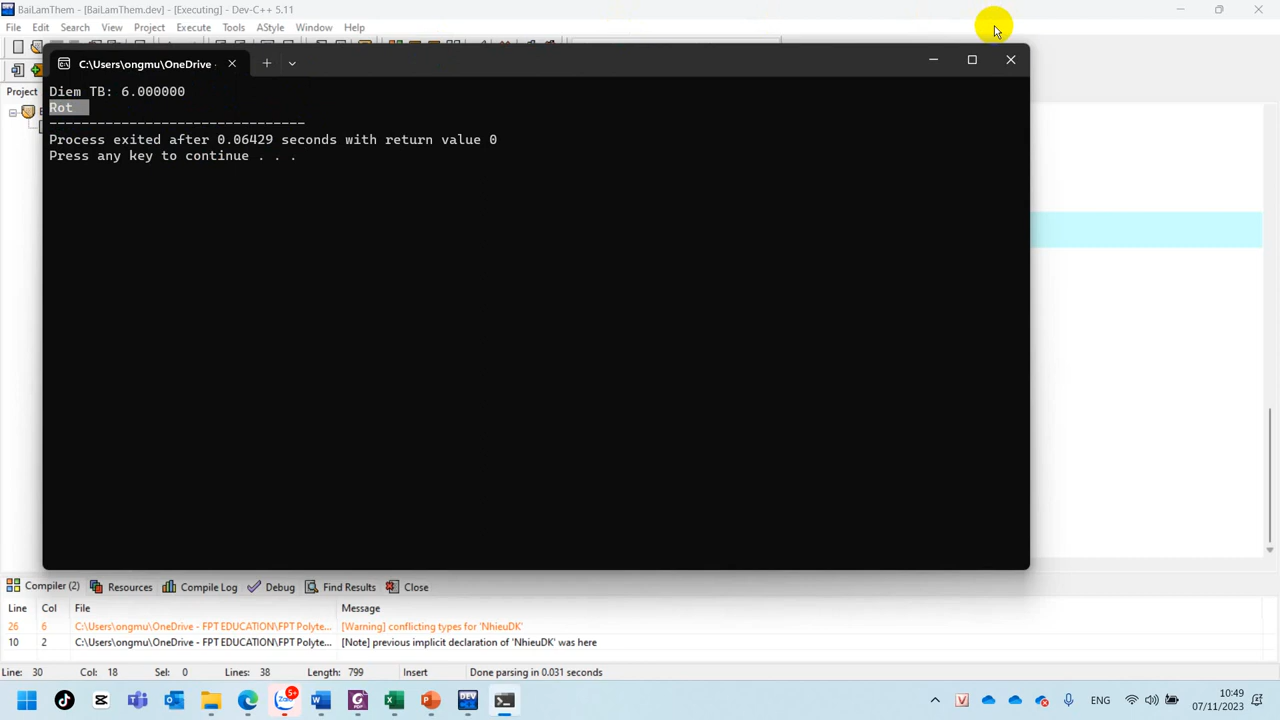 BaiLamThem - [BaiLamThem.dev] - [Executing] - Dev-C++ 5.11
File Edit Search View Project Execute Tools AStyle Window Help
C:\Users\ongmu\OneDrive -
Project
Diem TB: 6.000000
Rot
--------------------------------
Process exited after 0.06429 seconds with return value 0
Press any key to continue . . .
Compiler (2) Resources Compile Log Debug Find Results Close
Line Col File Message
26 6 C:\Users\ongmu\OneDrive - FPT EDUCATION\FPT Polyte... [Warning] conflicting types for 'NhieuDK'
10 2 C:\Users\ongmu\OneDrive - FPT EDUCATION\FPT Polyte... [Note] previous implicit declaration of 'NhieuDK' was here
Line: 30 Col: 18 Sel: 0 Lines: 38 Length: 799 Insert Done parsing in 0.031 seconds
5+
Zalo
DEV
ENG
10:49
07/11/2023